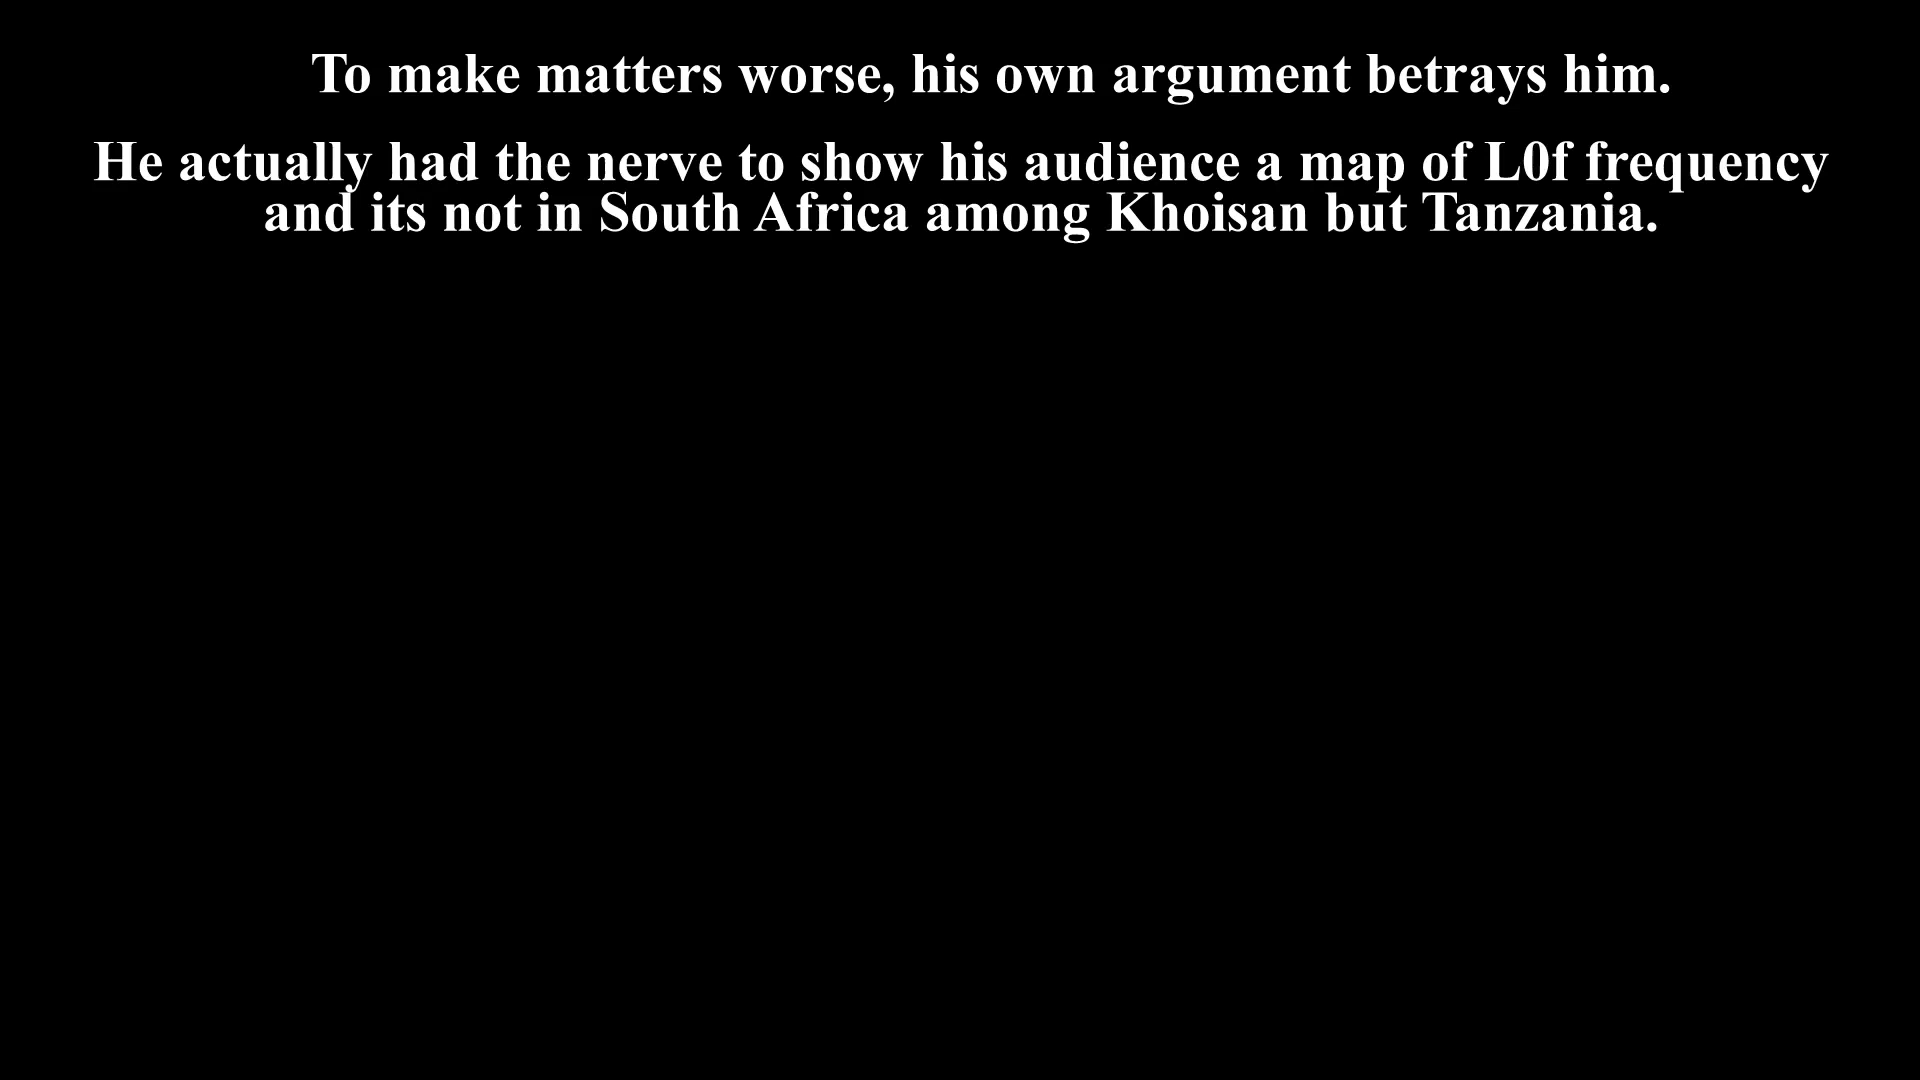 To make matters worse, his own argument betrays him.
He actually had the nerve to show his audience a map of L0f frequency
and its not in South Africa among Khoisan but Tanzania.